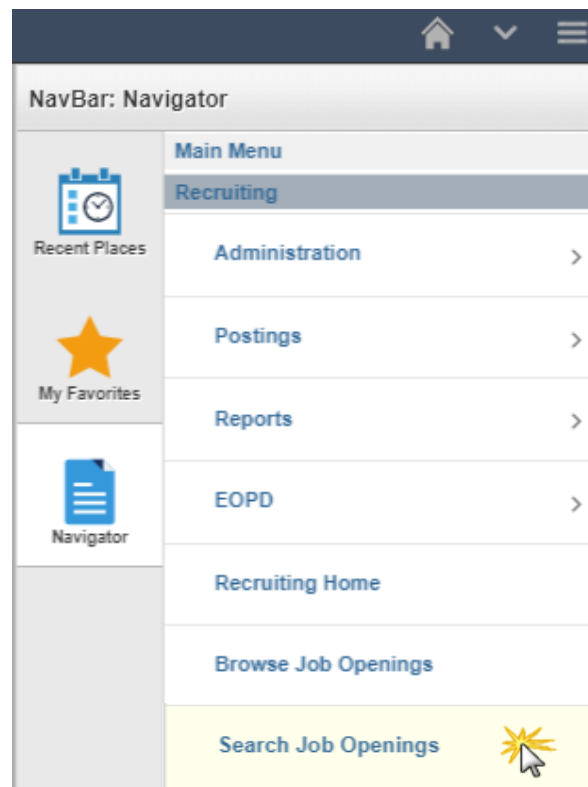 NavBar: Navigator
Recent Places
My Favorites
Navigator
Main Menu
Recruiting
Administration
Postings
Reports
EOPD
Recruiting Home
Browse Job Openings
Search Job Openings